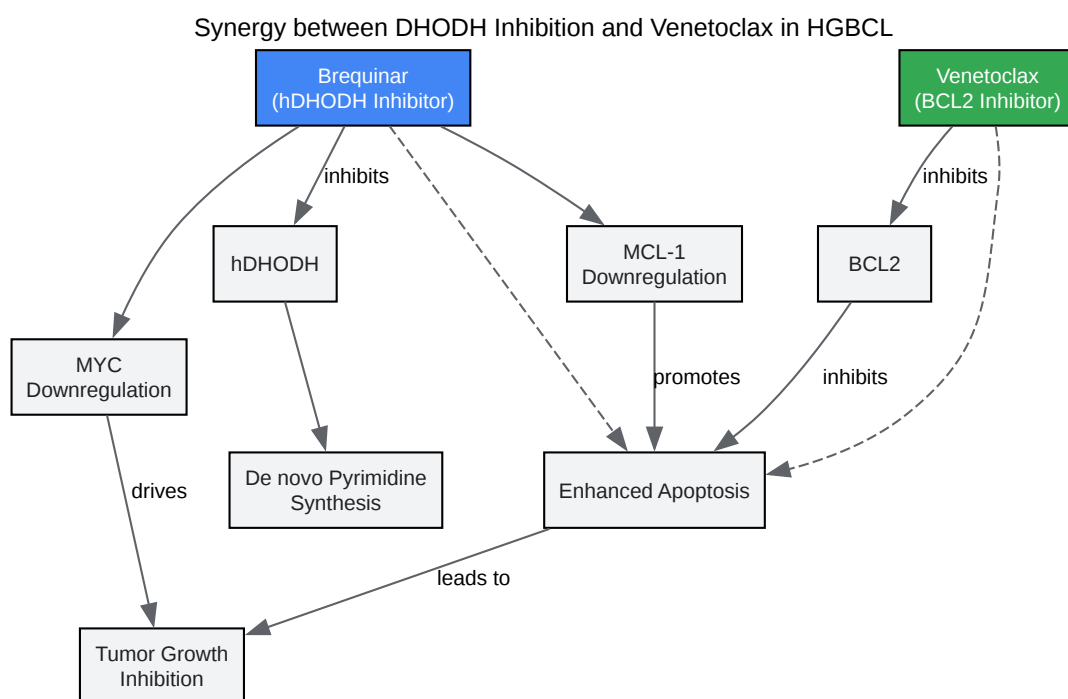 Synergy between DHODH Inhibition and Venetoclax in HGBCL
Brequinar
(hDHODH Inhibitor)
Venetoclax
(BCL2 Inhibitor)
inhibits
inhibits
hDHODH
MCL-1
Downregulation
BCL2
MYC
Downregulation
promotes
inhibits
drives
De novo Pyrimidine
Synthesis
Enhanced Apoptosis
leads to
Tumor Growth
Inhibition